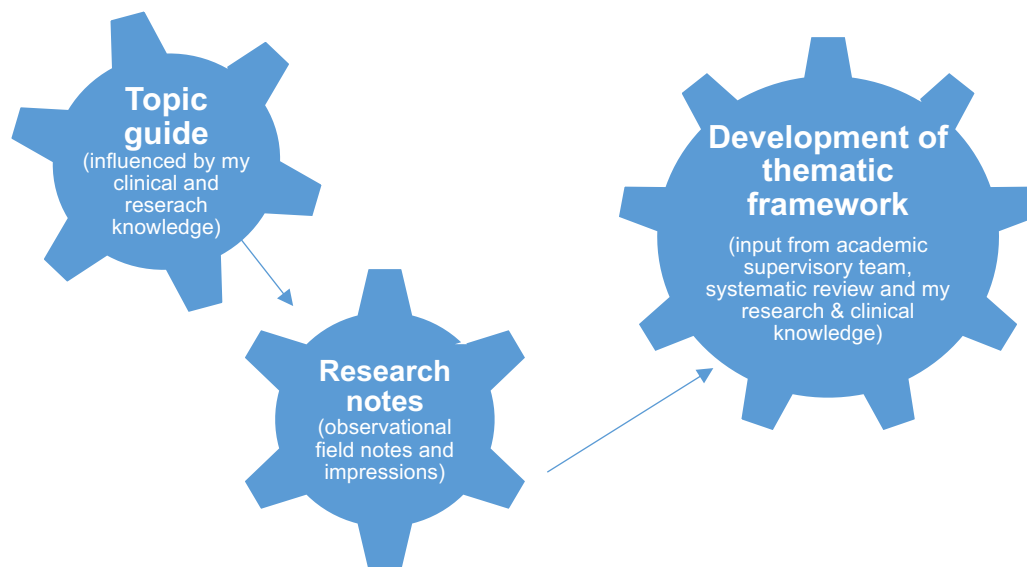 Topic
guide
(influenced by my
clinical and
reserach
knowledge)
Research
notes
(observational
field notes and
impressions)
Development of
thematic
framework
(input from academic
supervisory team,
systematic review and my
research & clinical
knowledge)